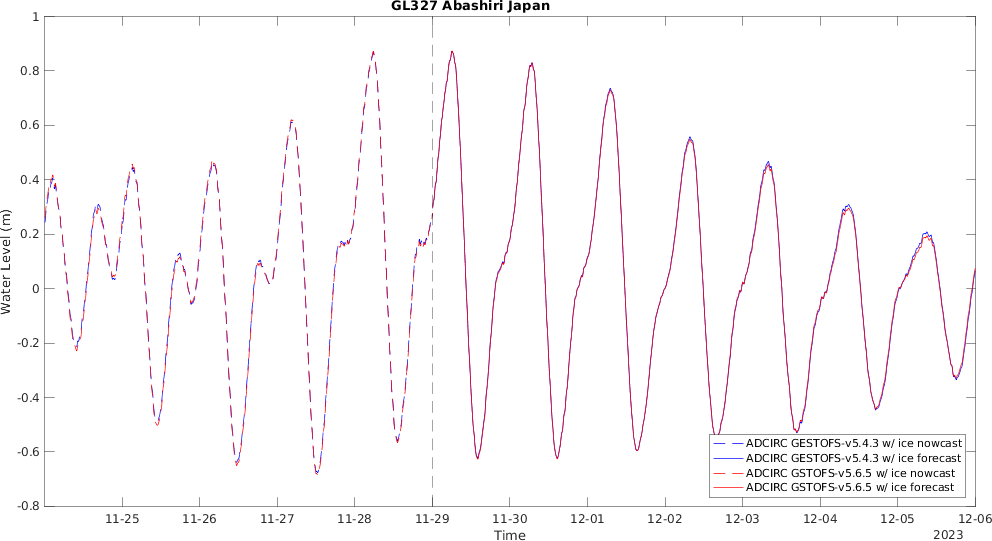 GL327 Abashiri Japan
1
0.8
0.6
0.4
0.2
0
-0.2
-0.4
-0.6
-0.8
Water Level (m)
ADCIRC GESTOFS-v5.4.3 w/ ice nowcast
ADCIRC GESTOFS-v5.4.3 w/ ice forecast
ADCIRC GSTOFS-v5.6.5 w/ ice nowcast
ADCIRC GSTOFS-v5.6.5 w/ ice forecast
11-25 11-26 11-27 11-28 11-29 11-30 12-01 12-02 12-03 12-04 12-05 12-06
Time
2023